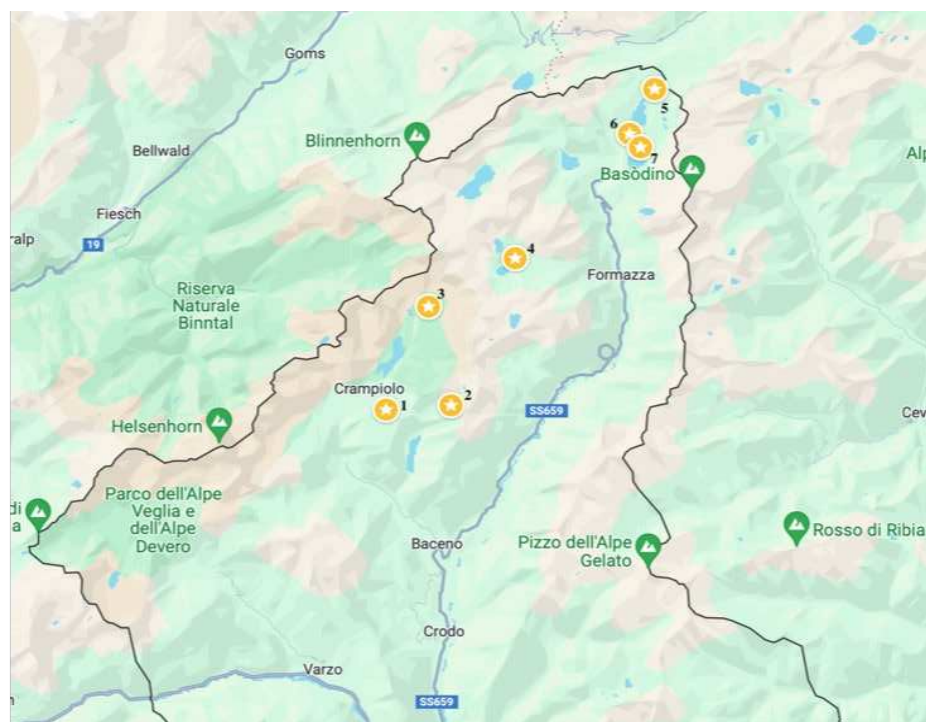 Goms
Blinnenhorn
Bellwald
5
6
7
Basòdino
Alp
Fiesch
ralp
19
4
Formazza
Riserva
Naturale
Binntal
3
Crampiolo
1
2
SS659
Cev
Helsenhorn
di
a
Parco dell'Alpe
Veglia e
dell'Alpe
Devero
Baceno
Pizzo dell'Alpe
Gelato
Rosso di Ribia
Crodo
Varzo
SS659